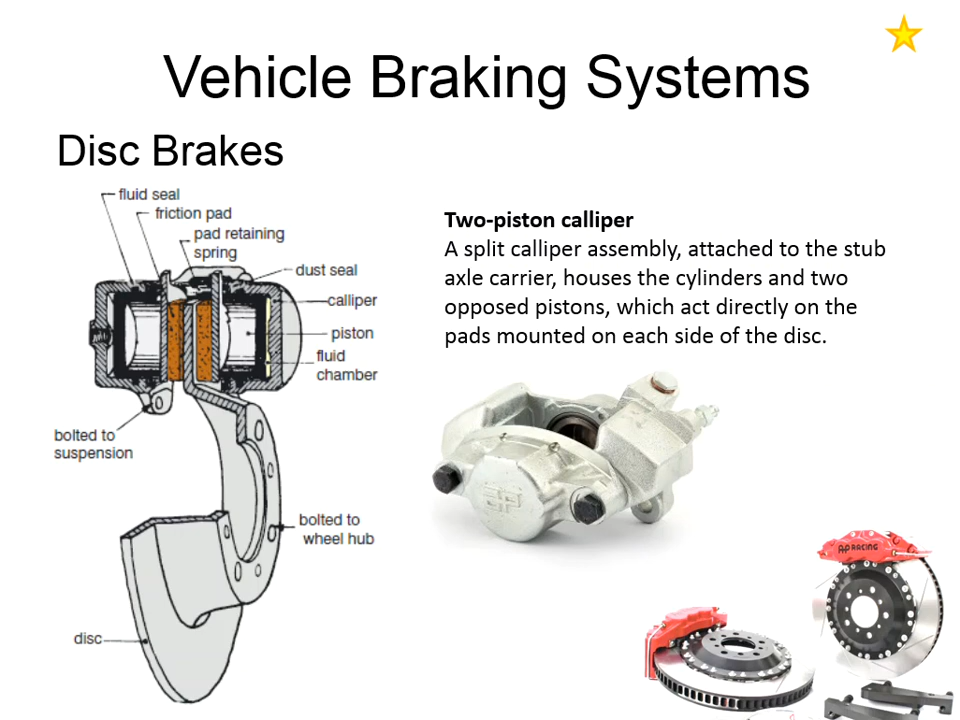 Vehicle Braking Systems
Disc Brakes
fluid seal
friction pad
pad retaining
spring
dust seal
calliper
piston
fluid
chamber
bolted to
suspension
bolted to
wheel hub
disc
Two-piston calliper
A split calliper assembly, attached to the stub
axle carrier, houses the cylinders and two
opposed pistons, which act directly on the
pads mounted on each side of the disc.
AP RACING